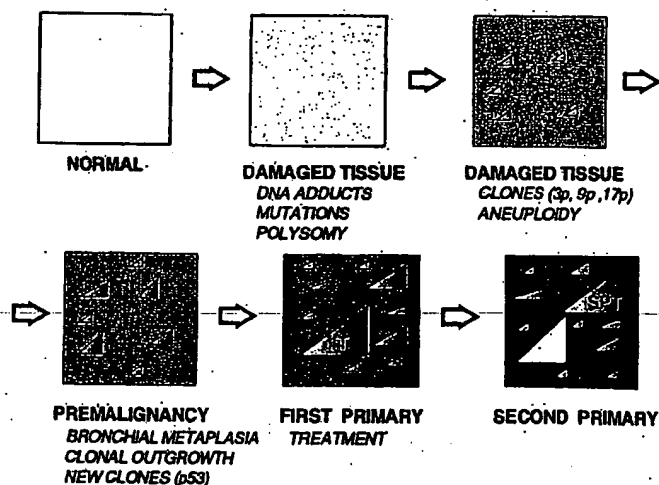 NORMAL
DAMAGED TISSUE
DNA ADDUCTS
MUTATIONS
POLYSOMY
DAMAGED TISSUE
CLONES (3p, 9p ,17p)
ANEUPLOIDY
PREMALIGNANCY
BRONCHIAL METAPLASIA
CLONAL OUTGROWTH
NEW CLONES (p53)
FIRST PRIMARY
TREATMENT
SPT
SECOND PRIMARY